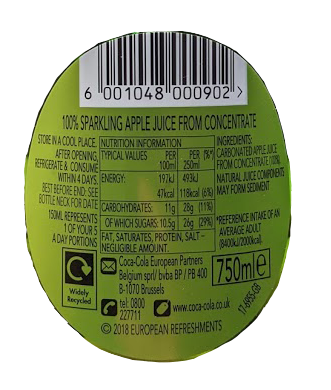 6 001048 000902 >
100% SPARKLING APPLE JUICE FROM CONCENTRATE
STORE IN A COOL PLACE.
AFTER OPENING,
REFRIGERATE & CONSUME
WITHIN 4 DAYS.
BEST BEFORE END: SEE
BOTTLE NECK FOR DATE
150ML REPRESENTS
1 OF YOUR 5
A DAY PORTIONS
NUTRITION INFORMATION
TYPICAL VALUES PER 100ml PER 250ml (%*)
ENERGY: 197kJ 493kJ
47kcal 118kcal (6%)
CARBOHYDRATES: 11g 28g (11%)
OF WHICH SUGARS: 10.5g 26g (29%)
FAT, SATURATES, PROTEIN, SALT -
NEGLIGIBLE AMOUNT.
INGREDIENTS:
CARBONATED APPLE JUICE
FROM CONCENTRATE (100%)
NATURAL JUICE COMPONENTS
MAY FORM SEDIMENT
*REFERENCE INTAKE OF AN
AVERAGE ADULT
(8400kJ/2000kcal).
Widely
Recycled
Coca-Cola European Partners
Belgium sprl/ bvba BP / PB 400
B-1070 Brussels
tel: 0800
227711
www.coca-cola.co.uk
750ml e
17-6955-GB
© 2018 EUROPEAN REFRESHMENTS